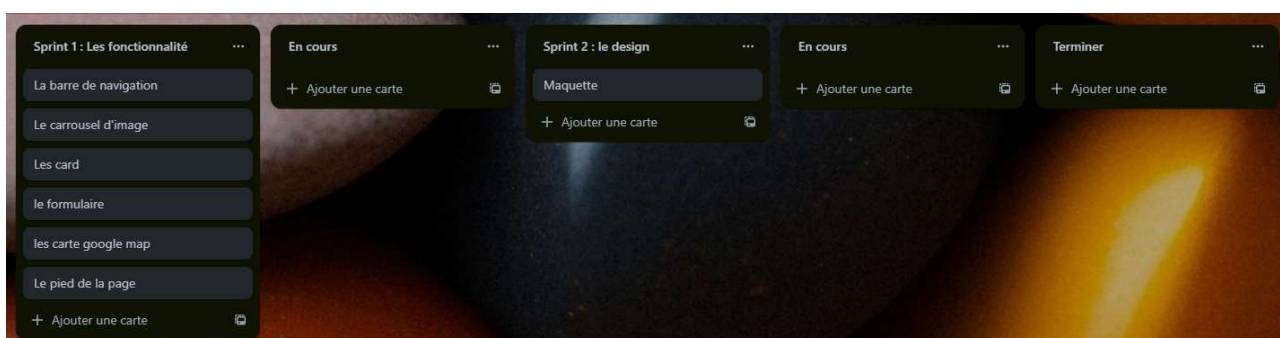 Sprint 1 : Les fonctionnalité
La barre de navigation
Le carrousel d'image
Les card
le formulaire
les carte google map
Le pied de la page
+ Ajouter une carte
En cours
+ Ajouter une carte
Sprint 2 : le design
Maquette
+ Ajouter une carte
En cours
+ Ajouter une carte
Terminer
+ Ajouter une carte